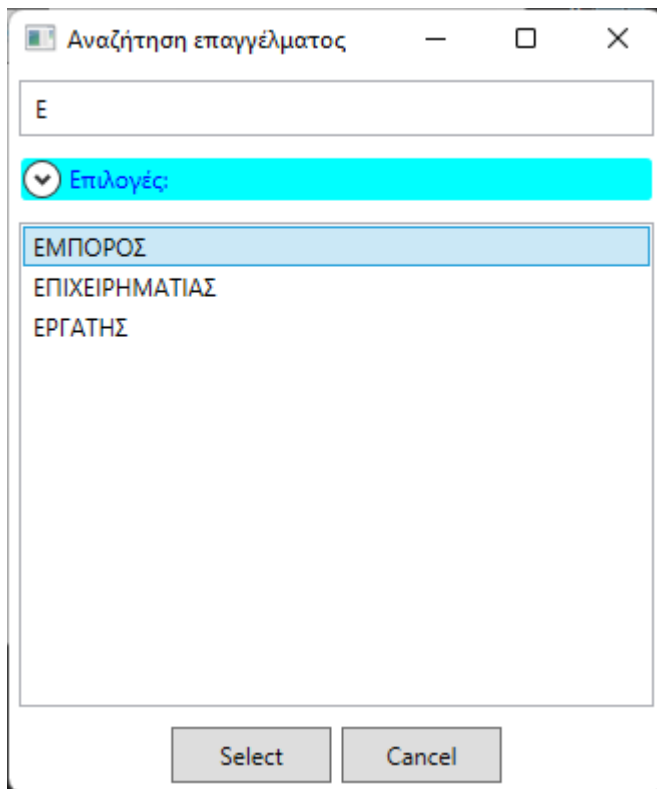 Αναζήτηση επαγγέλματος
Ε
Επιλογές:
ΕΜΠΟΡΟΣ
ΕΠΙΧΕΙΡΗΜΑΤΙΑΣ
ΕΡΓΑΤΗΣ
Select Cancel